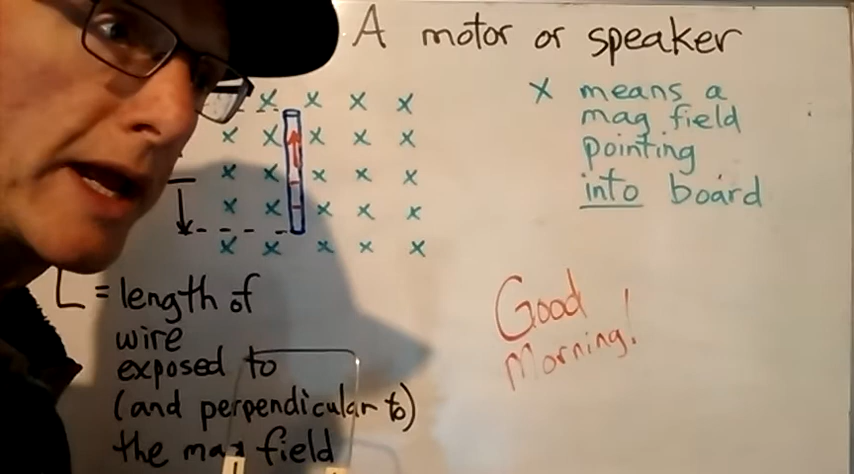 A motor or speaker
x x x x
x means a
mag field
pointing
into board
x x x x x
x x x x x
x x x x x
x x x x x
L = length of
wire
exposed to
(and perpendicular to)
the mag field
Good
Morning!